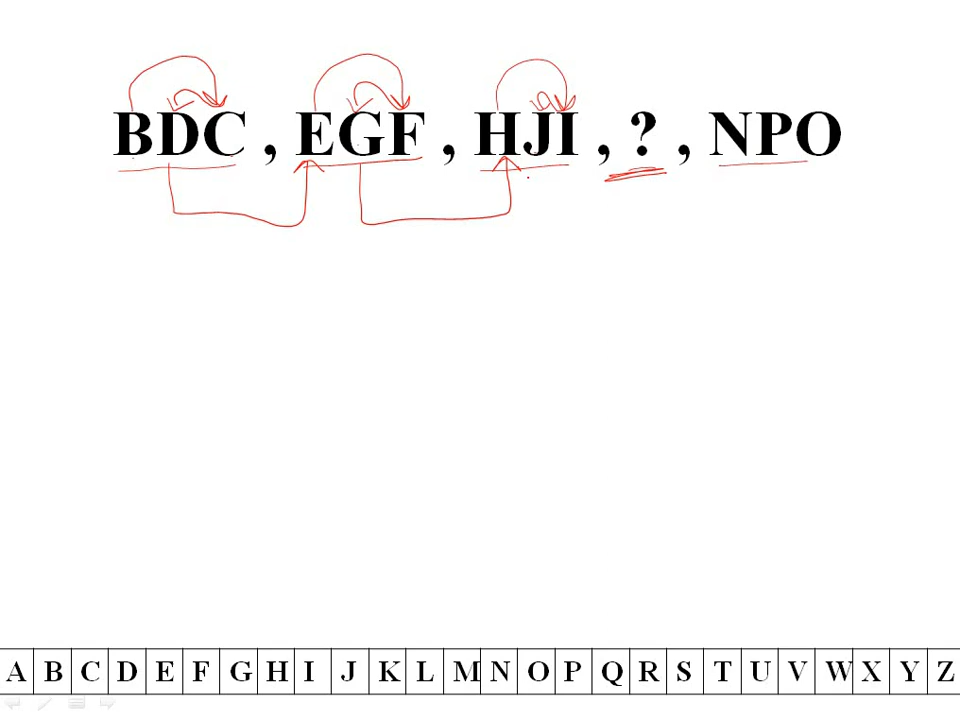 BDC , EGF , HJI , ? , NPO
A B C D E F G H I J K L M N O P Q R S T U V W X Y Z